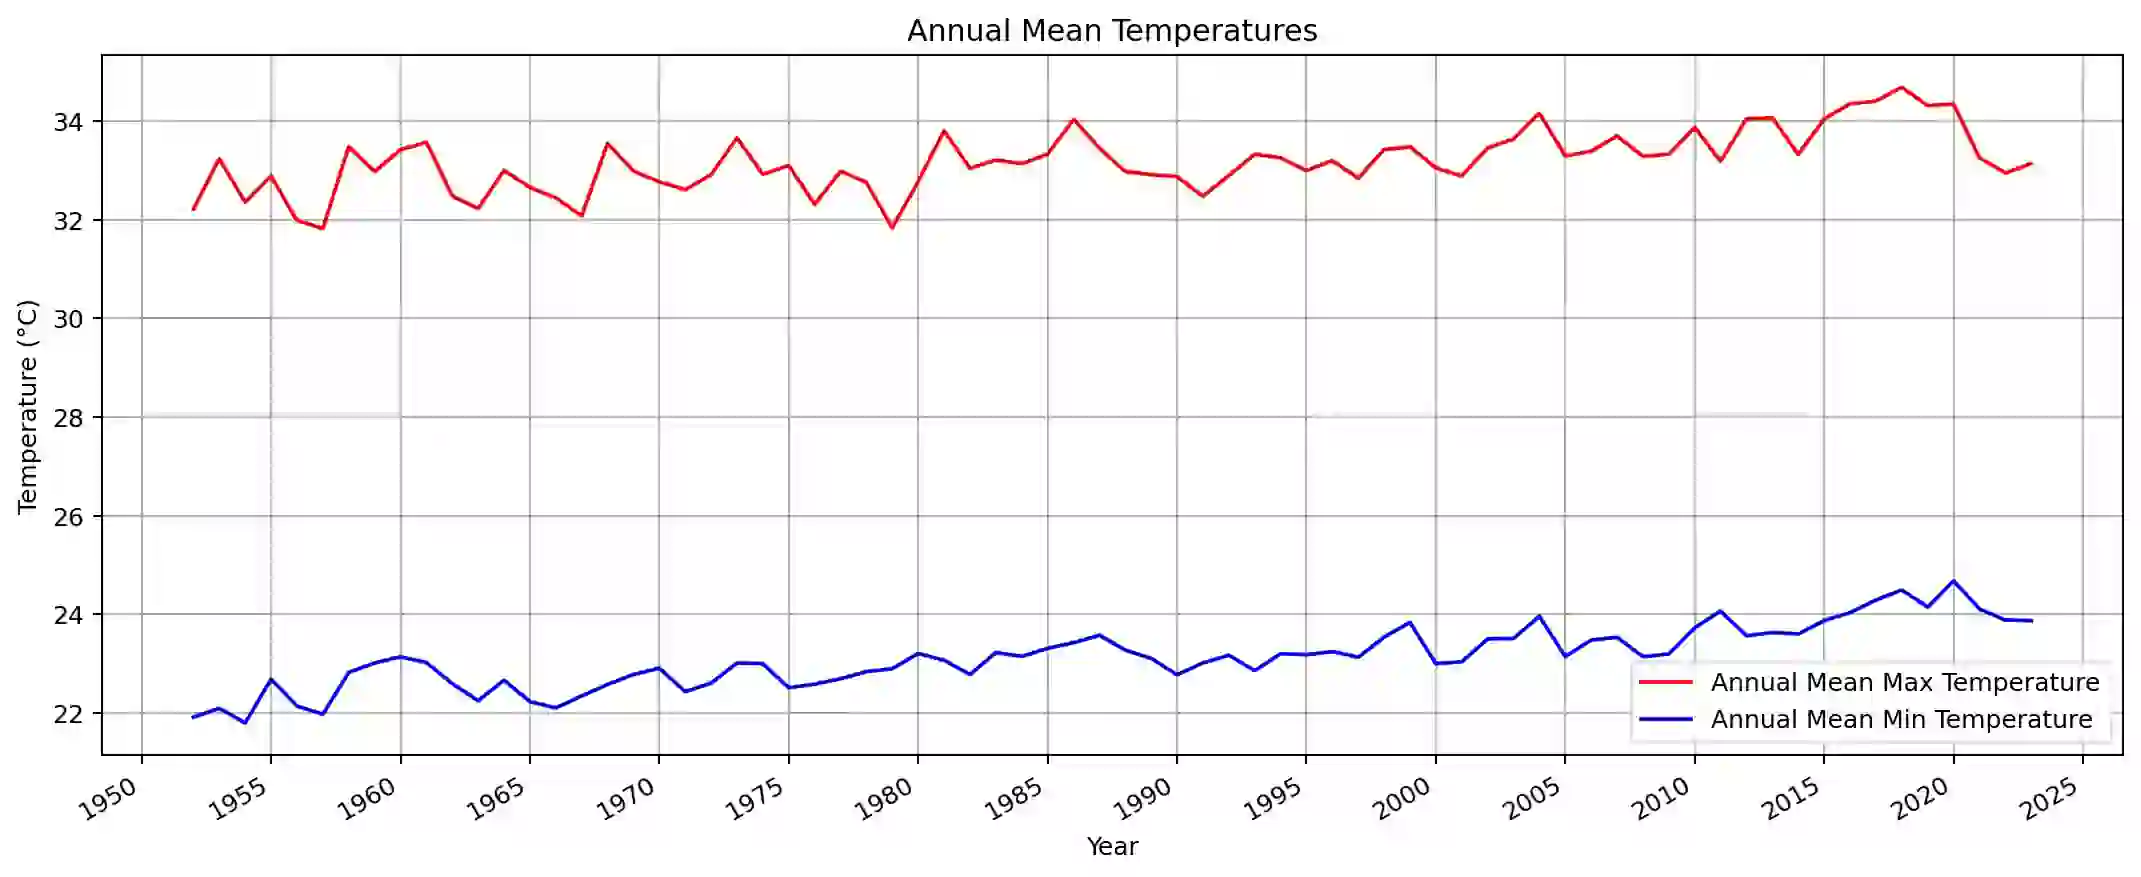 Annual Mean Temperatures
Temperature (°C)
34
32
30
28
26
24
22
Annual Mean Max Temperature
Annual Mean Min Temperature
1950 1955 1960 1965 1970 1975 1980 1985 1990 1995 2000 2005 2010 2015 2020 2025
Year